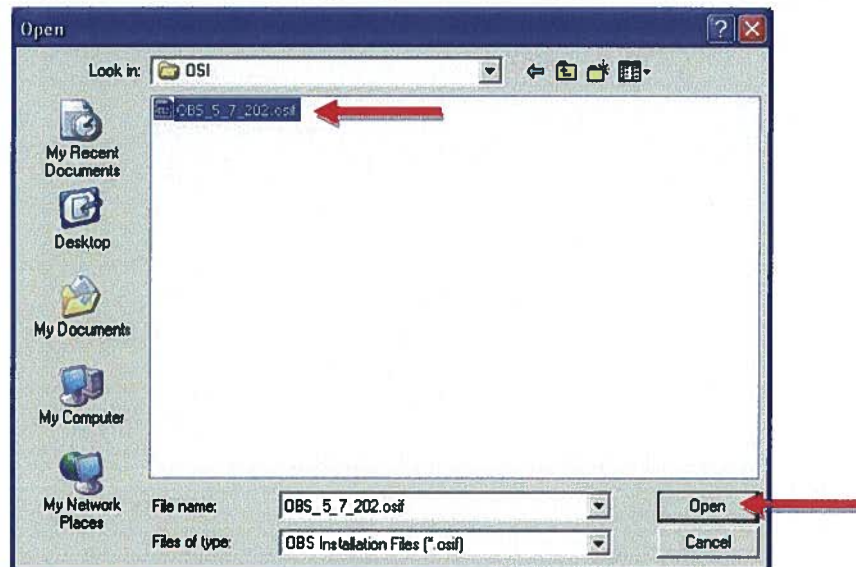 Open
Look in: OSI
OBS_5_7_202.osif
My Recent
Documents
Desktop
My Documents
My Computer
My Network
Places
File name: OBS_5_7_202.osif Open
Files of type: OBS Installation Files (*.osif) Cancel